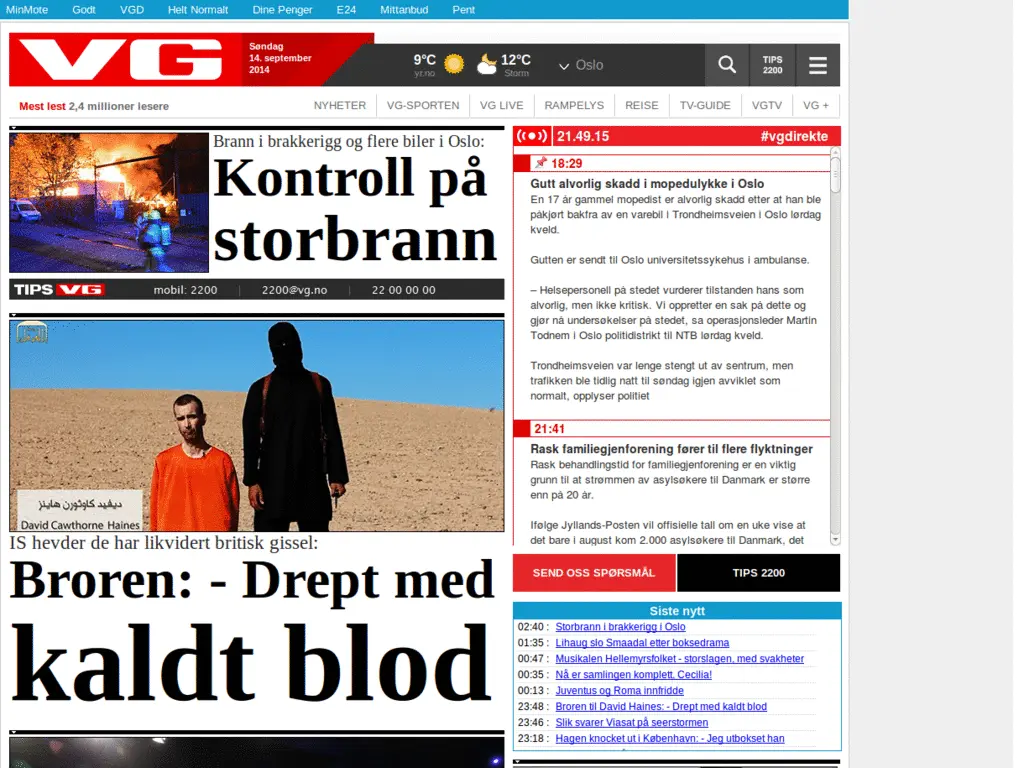 MinMote Godt VGD Helt Normalt Dine Penger E24 Mittanbud Pent
VG
Søndag
14. september
2014
9°C
yr.no
12°C
Storm
Oslo
TIPS
2200
Mest lest 2,4 millioner lesere
NYHETER VG-SPORTEN VG LIVE RAMPELYS REISE TV-GUIDE VGTV VG +
Brann i brakkerigg og flere biler i Oslo:
Kontroll på
storbrann
TIPS VG mobil: 2200 | 2200@vg.no | 22 00 00 00
ديفيد كاوثورن هاينز
David Cawthorne Haines
IS hevder de har likvidert britisk gissel:
Broren: - Drept med
kaldt blod
21.49.15 #vgdirekte
18:29
Gutt alvorlig skadd i mopedulykke i Oslo
En 17 år gammel mopedist er alvorlig skadd etter at han ble
påkjørt bakfra av en varebil i Trondheimsveien i Oslo lørdag
kveld.
Gutten er sendt til Oslo universitetssykehus i ambulanse.
– Helsepersonell på stedet vurderer tilstanden hans som
alvorlig, men ikke kritisk. Vi oppretter en sak på dette og
gjør nå undersøkelser på stedet, sa operasjonsleder Martin
Todnem i Oslo politidistrikt til NTB lørdag kveld.
Trondheimsveien var lenge stengt ut av sentrum, men
trafikken ble tidlig natt til søndag igjen avviklet som
normalt, opplyser politiet
21:41
Rask familiegjenforening fører til flere flyktninger
Rask behandlingstid for familiegjenforening er en viktig
grunn til at strømmen av asylsøkere til Danmark er større
enn på 20 år.
Ifølge Jyllands-Posten vil offisielle tall om en uke vise at
det bare i august kom 2.000 asylsøkere til Danmark, det
SEND OSS SPØRSMÅL TIPS 2200
Siste nytt
02:40 : Storbrann i brakkerigg i Oslo
01:35 : Lihaug slo Smaadal etter boksedrama
00:47 : Musikalen Hellemyrsfolket - storslagen, med svakheter
00:35 : Nå er samlingen komplett, Cecilia!
00:13 : Juventus og Roma innfridde
23:48 : Broren til David Haines: - Drept med kaldt blod
23:46 : Slik svarer Viasat på seerstormen
23:18 : Hagen knocket ut i København: - Jeg utbokset han